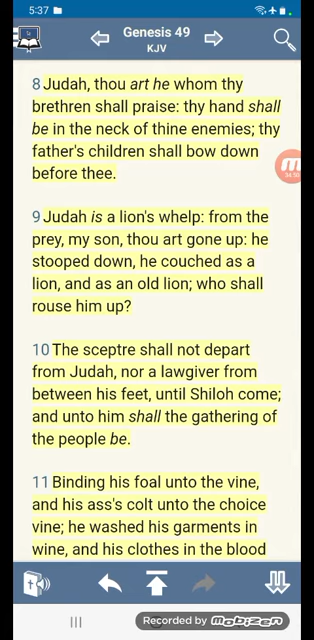 5:37
Genesis 49
KJV
8 Judah, thou art he whom thy
brethren shall praise: thy hand shall
be in the neck of thine enemies; thy
father's children shall bow down
before thee.
9 Judah is a lion's whelp: from the
prey, my son, thou art gone up: he
stooped down, he couched as a
lion, and as an old lion; who shall
rouse him up?
10 The sceptre shall not depart
from Judah, nor a lawgiver from
between his feet, until Shiloh come;
and unto him shall the gathering of
the people be.
11 Binding his foal unto the vine,
and his ass's colt unto the choice
vine; he washed his garments in
wine, and his clothes in the blood
Recorded by Mobizen